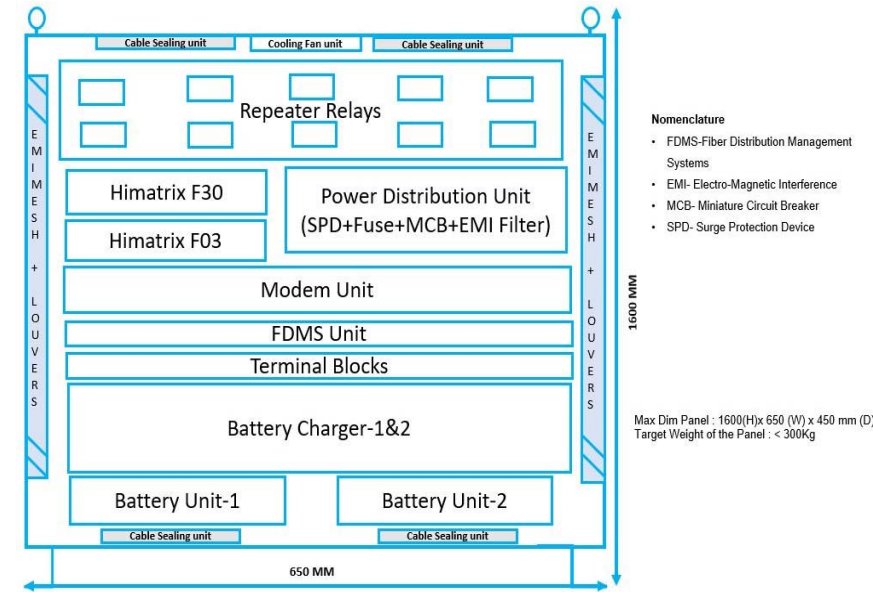 Cable Sealing unit
Cooling Fan unit
Cable Sealing unit
Repeater Relays
EMIMESH + LOUVERS
Himatrix F30
Himatrix F03
Power Distribution Unit
(SPD+Fuse+MCB+EMI Filter)
Modem Unit
FDMS Unit
Terminal Blocks
Battery Charger-1&2
Battery Unit-1
Battery Unit-2
Cable Sealing unit
Cable Sealing unit
EMIMESH + LOUVERS
650 MM
1600 MM
Nomenclature
• FDMS-Fiber Distribution Management
Systems
• EMI- Electro-Magnetic Interference
• MCB- Miniature Circuit Breaker
• SPD- Surge Protection Device
Max Dim Panel : 1600(H)x 650 (W) x 450 mm (D)
Target Weight of the Panel : < 300Kg